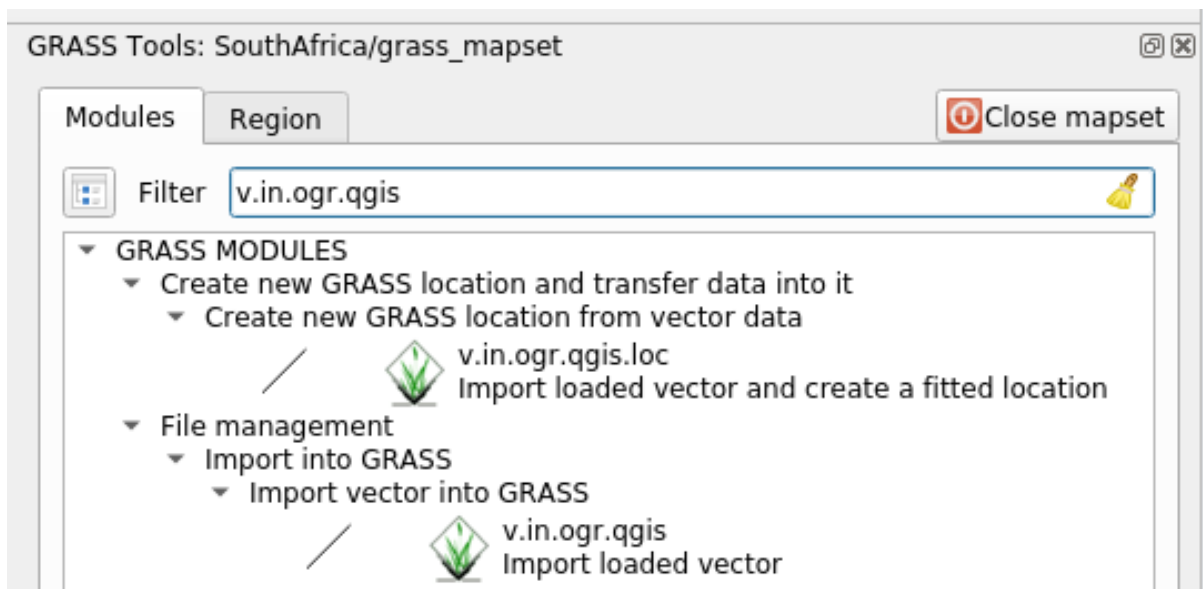 GRASS Tools: SouthAfrica/grass_mapset
Modules Region Close mapset
Filter v.in.ogr.qgis
GRASS MODULES
Create new GRASS location and transfer data into it
Create new GRASS location from vector data
v.in.ogr.qgis.loc
Import loaded vector and create a fitted location
File management
Import into GRASS
Import vector into GRASS
v.in.ogr.qgis
Import loaded vector